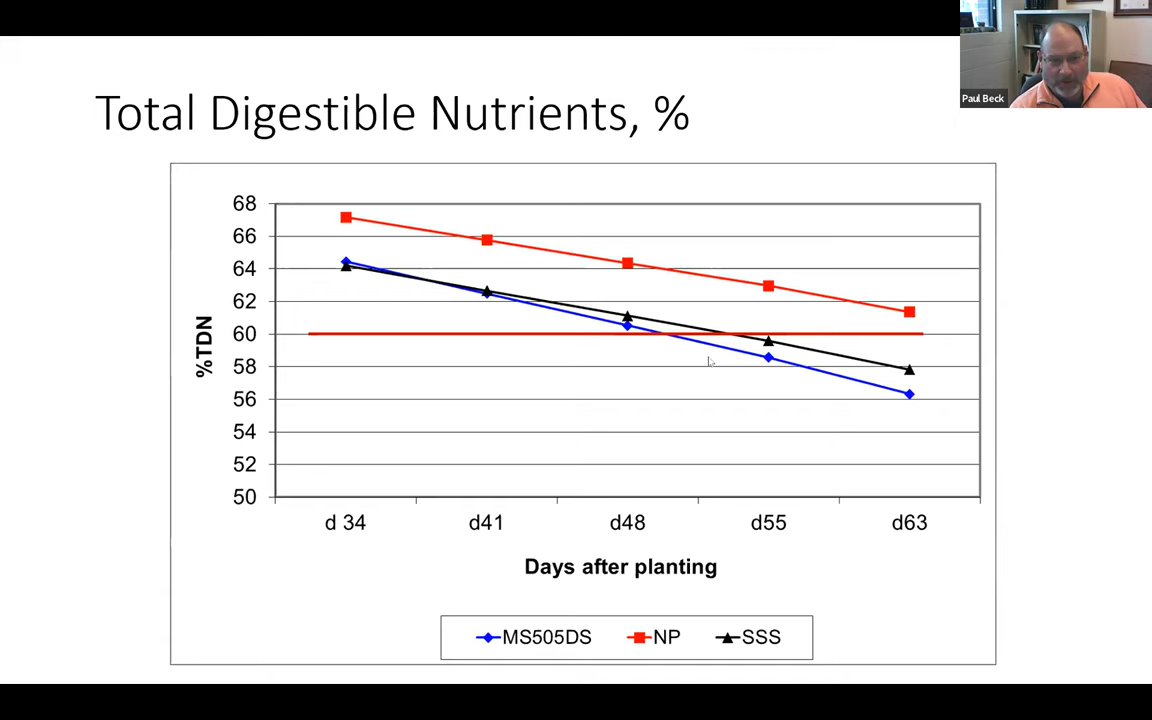 Paul Beck
Total Digestible Nutrients, %
68
66
64
62
60
58
56
54
52
50
%TDN
d 34 d41 d48 d55 d63
Days after planting
MS505DS NP SSS